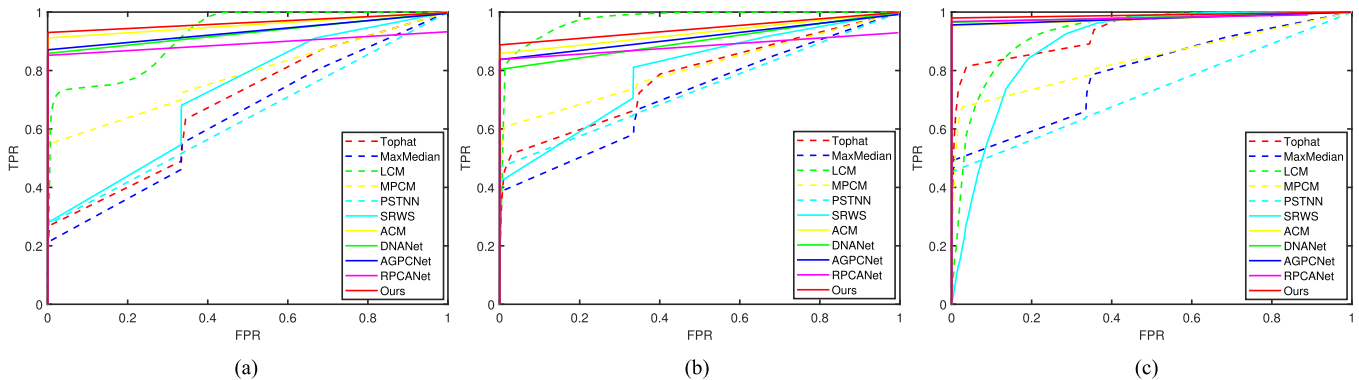 1
0.8
0.6
0.4
0.2
0
TPR
0 0.2 0.4 0.6 0.8 1
FPR
Tophat
MaxMedian
LCM
MPCM
PSTNN
SRWS
ACM
DNANet
AGPCNet
RPCANet
Ours
(a)
1
0.8
0.6
0.4
0.2
0
TPR
0 0.2 0.4 0.6 0.8 1
FPR
Tophat
MaxMedian
LCM
MPCM
PSTNN
SRWS
ACM
DNANet
AGPCNet
RPCANet
Ours
(b)
1
0.8
0.6
0.4
0.2
0
TPR
0 0.2 0.4 0.6 0.8 1
FPR
Tophat
MaxMedian
LCM
MPCM
PSTNN
SRWS
ACM
DNANet
AGPCNet
RPCANet
Ours
(c)